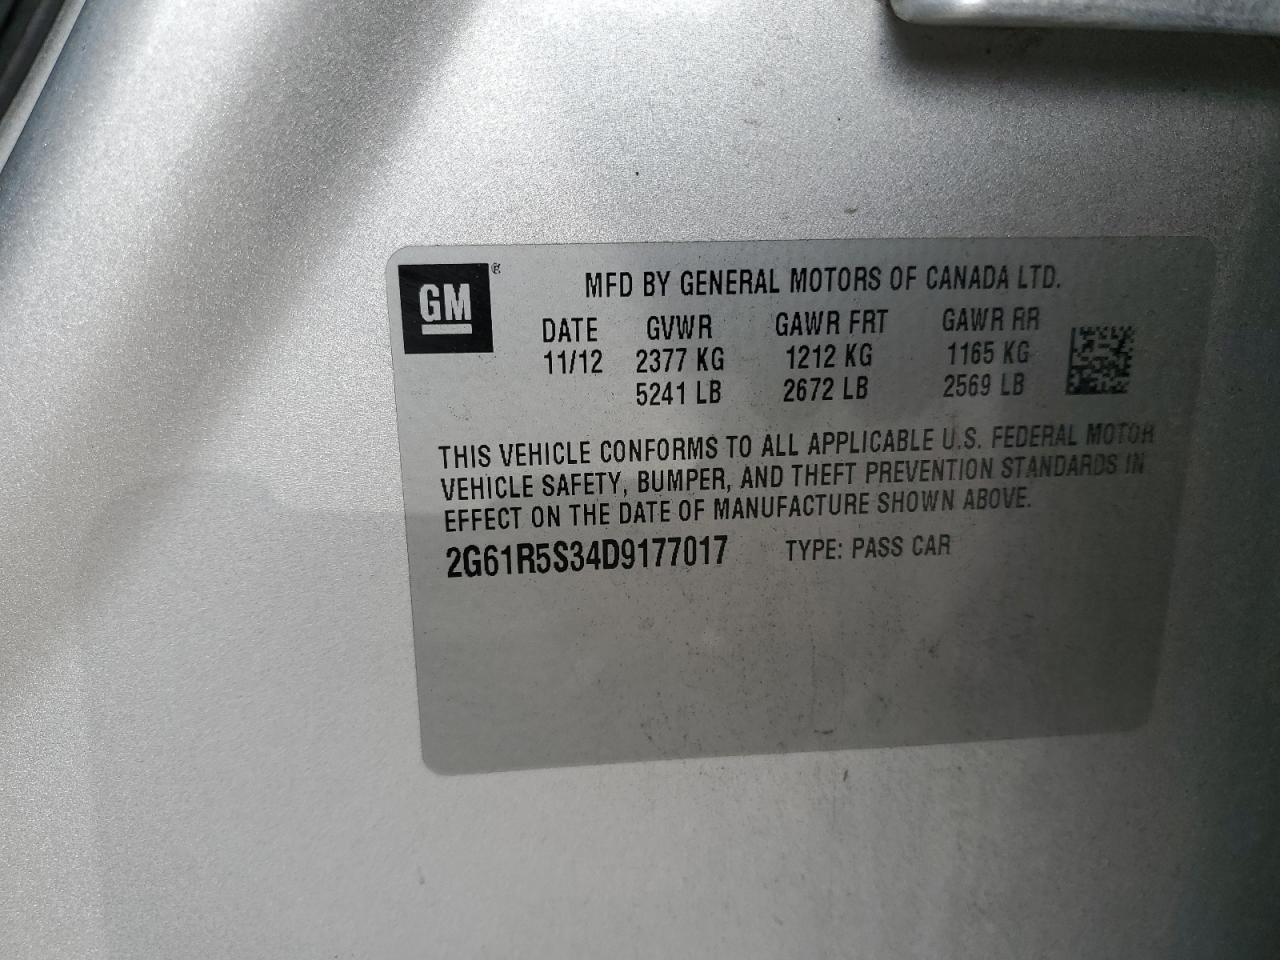 GM®
MFD BY GENERAL MOTORS OF CANADA LTD.
DATE GVWR GAWR FRT GAWR RR
11/12 2377 KG 1212 KG 1165 KG
5241 LB 2672 LB 2569 LB
THIS VEHICLE CONFORMS TO ALL APPLICABLE U.S. FEDERAL MOTOR
VEHICLE SAFETY, BUMPER, AND THEFT PREVENTION STANDARDS IN
EFFECT ON THE DATE OF MANUFACTURE SHOWN ABOVE.
2G61R5S34D9177017 TYPE: PASS CAR